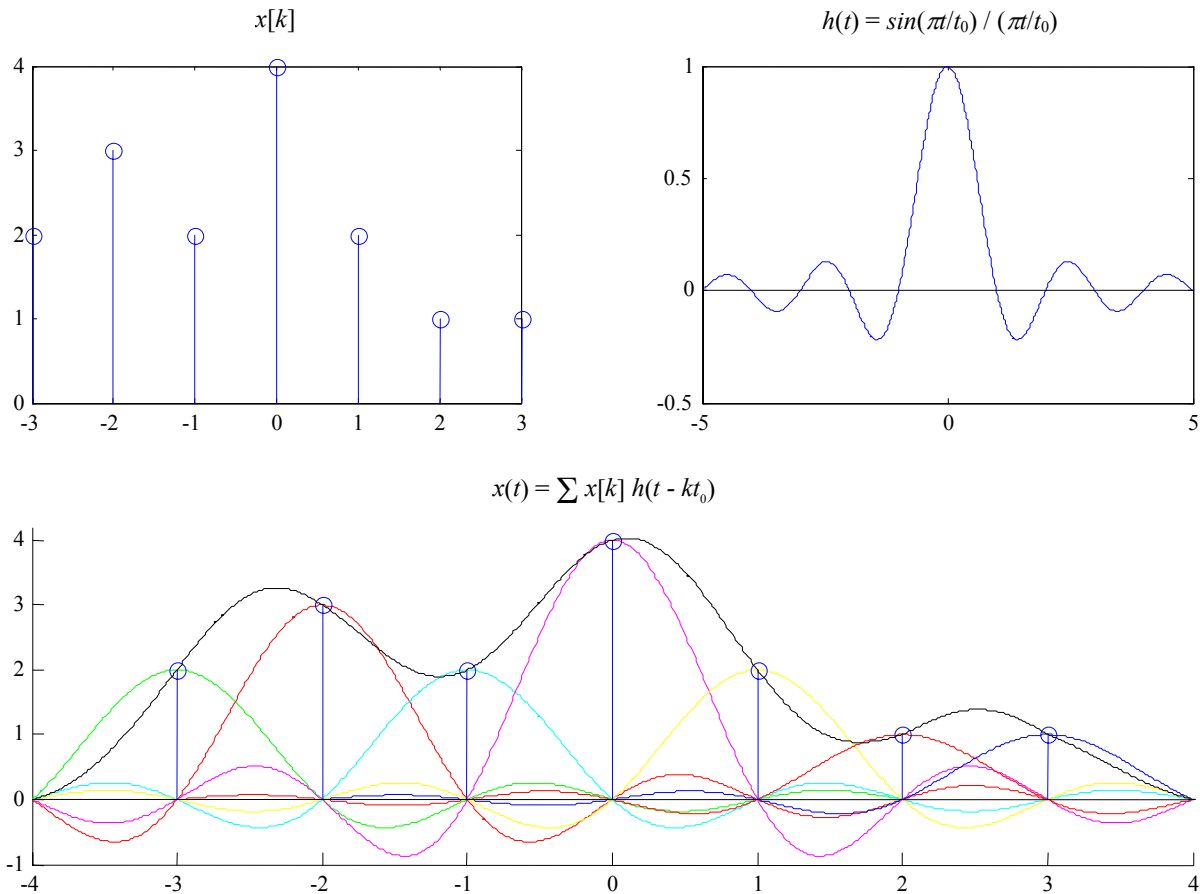 x[k]
4
3
2
1
0
-3 -2 -1 0 1 2 3
h(t) = sin(πt/t₀) / (πt/t₀)
1
0.5
0
-0.5
-5 0 5
x(t) = ∑ x[k] h(t - kt₀)
4
3
2
1
0
-1
-4 -3 -2 -1 0 1 2 3 4